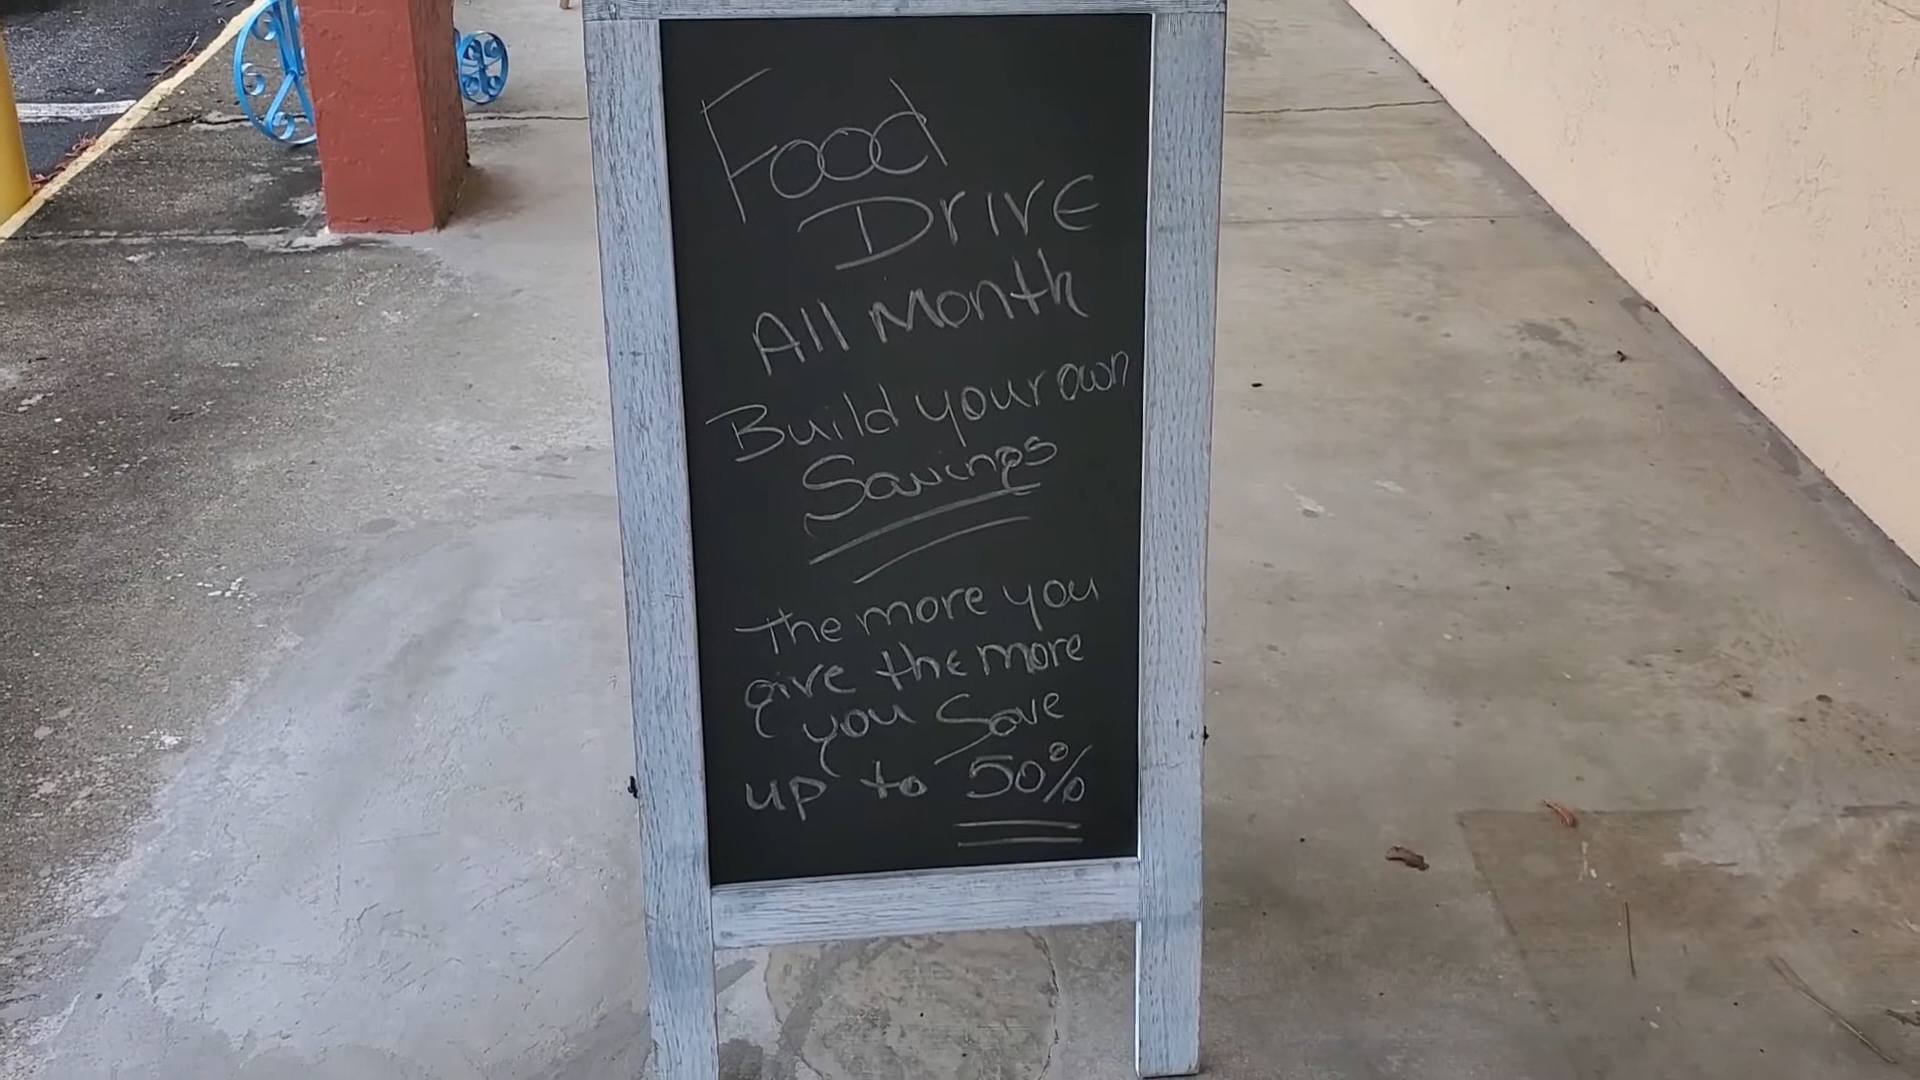 Food
Drive
All Month
Build your own
Savings
The more you
give the more
you Save
up to 50%